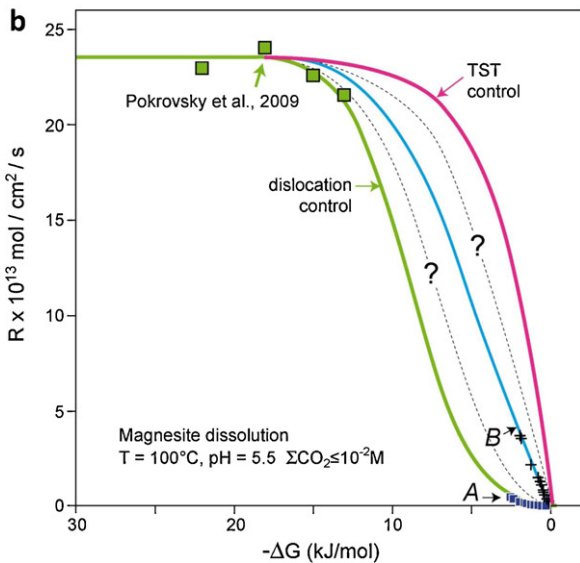 b
25
20
15
10
5
0
R x 10¹³ mol / cm² / s
Pokrovsky et al., 2009
TST
control
dislocation
control
?
?
B
A
Magnesite dissolution
T = 100°C, pH = 5.5 ΣCO₂≤10⁻²M
30
20
10
0
-ΔG (kJ/mol)